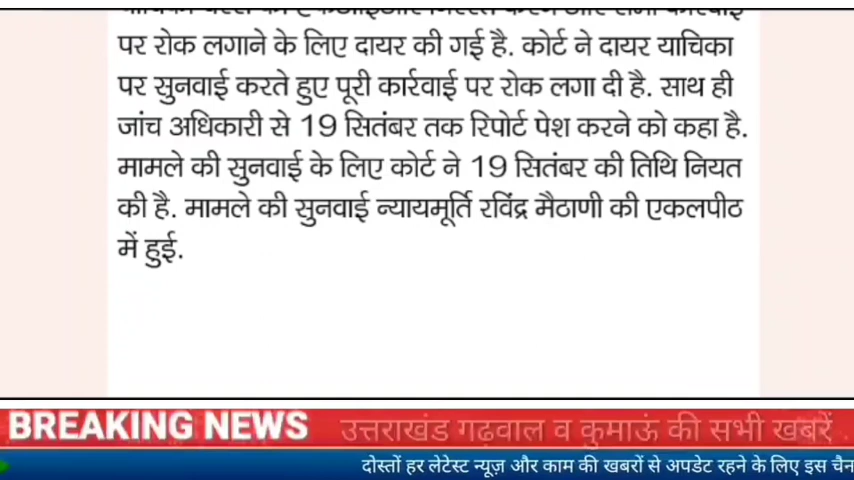 पर रोक लगाने के लिए दायर की गई है. कोर्ट ने दायर याचिका
पर सुनवाई करते हुए पूरी कार्रवाई पर रोक लगा दी है. साथ ही
जांच अधिकारी से 19 सितंबर तक रिपोर्ट पेश करने को कहा है.
मामले की सुनवाई के लिए कोर्ट ने 19 सितंबर की तिथि नियत
की है. मामले की सुनवाई न्यायमूर्ति रविंद्र मैठाणी की एकलपीठ
में हुई.
BREAKING NEWS उत्तराखंड गढ़वाल व कुमाऊं की सभी खबरें
दोस्तों हर लेटेस्ट न्यूज़ और काम की खबरों से अपडेट रहने के लिए इस चैन